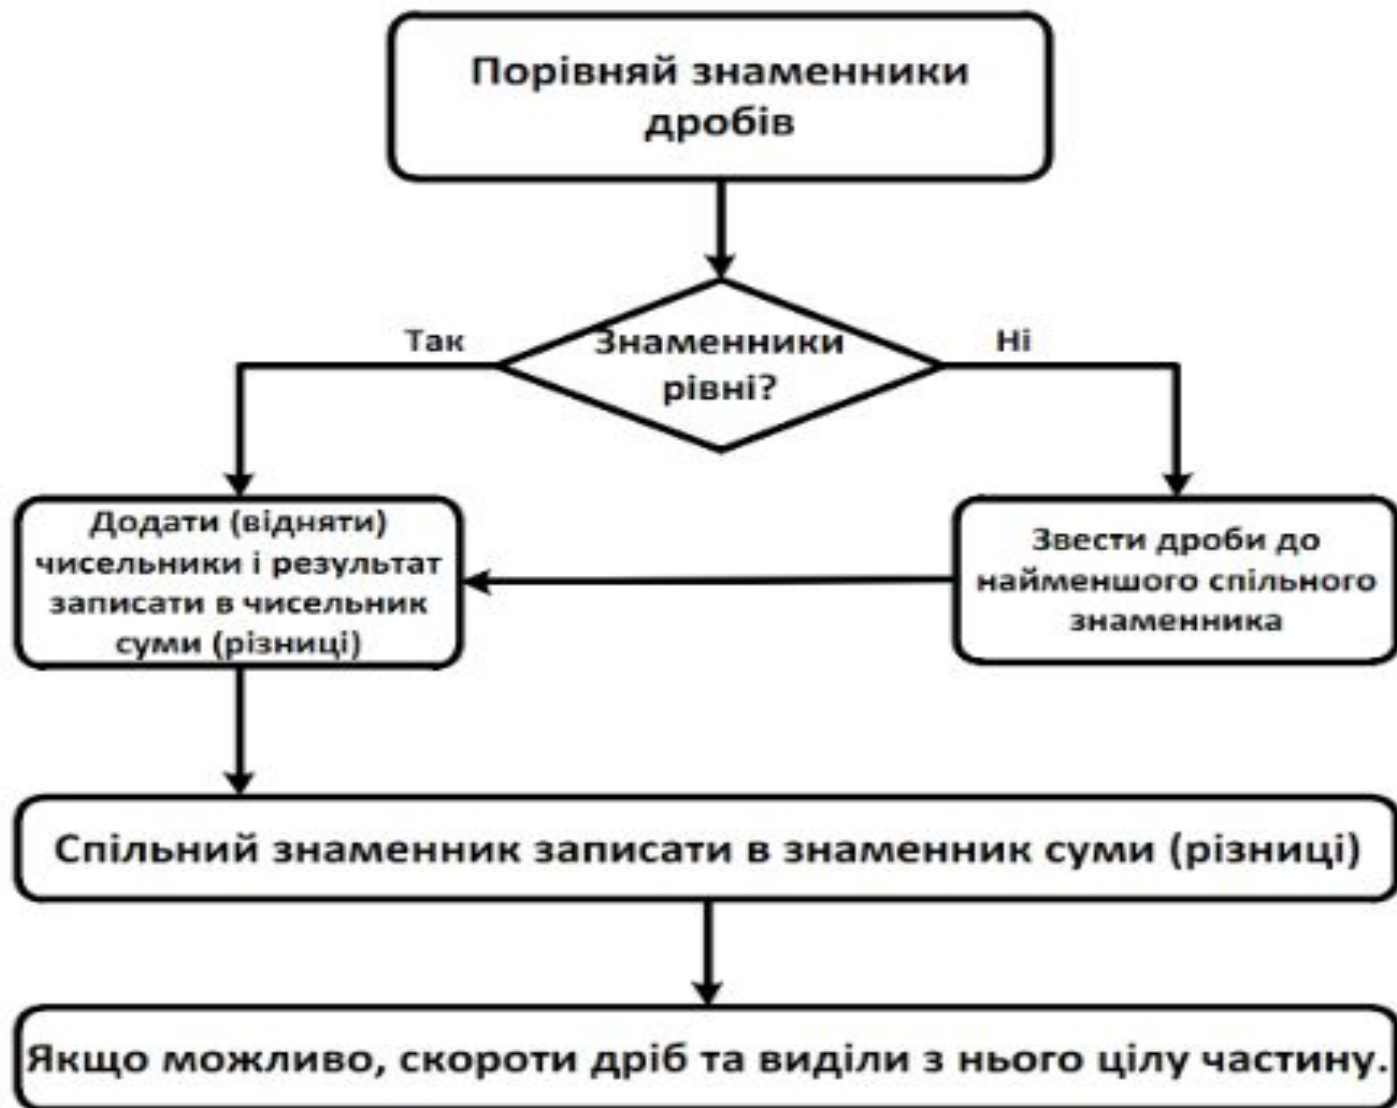 Порівняй знаменники
дробів
Так
Знаменники
рівні?
Ні
Додати (відняти)
чисельники і результат
записати в чисельник
суми (різниці)
Звести дроби до
найменшого спільного
знаменника
Спільний знаменник записати в знаменник суми (різниці)
Якщо можливо, скороти дріб та виділи з нього цілу частину.